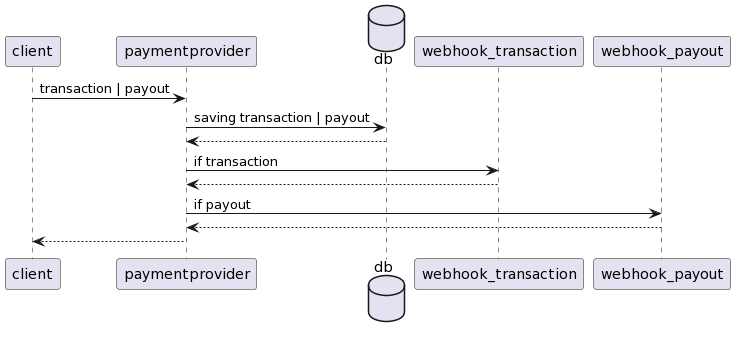 client
paymentprovider
db
webhook_transaction
webhook_payout
transaction | payout
saving transaction | payout
if transaction
if payout
client
paymentprovider
db
webhook_transaction
webhook_payout